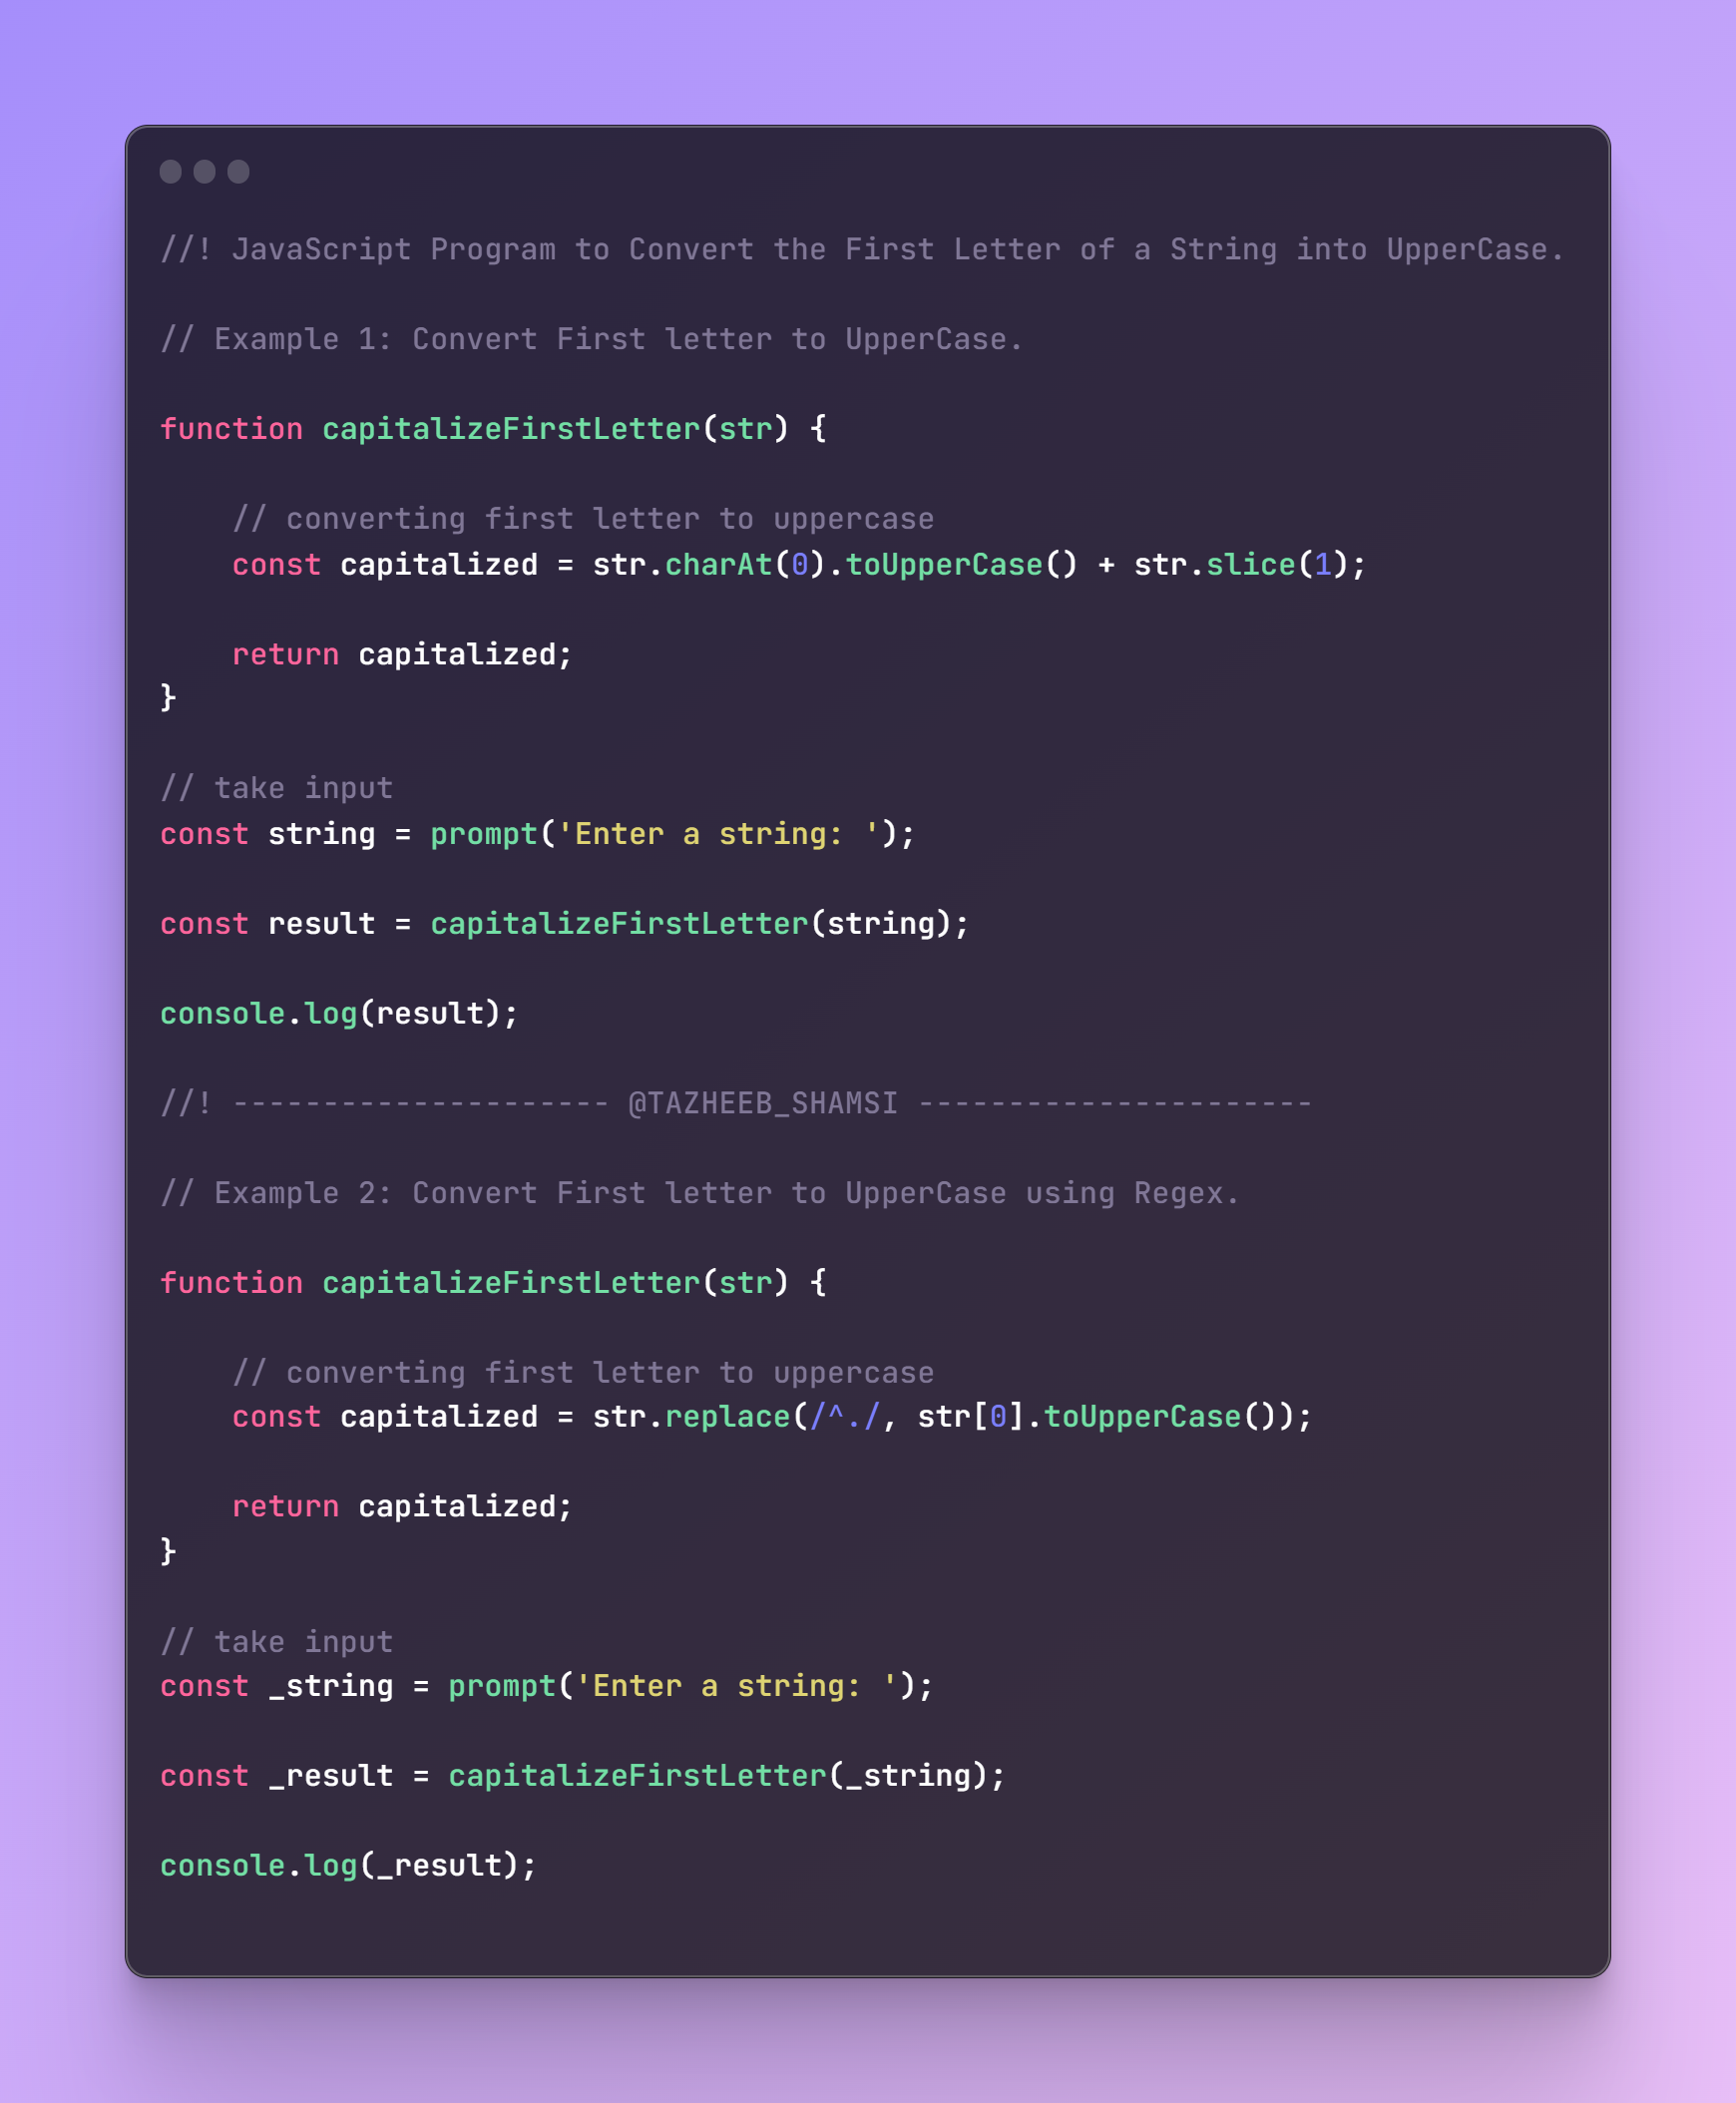 //! JavaScript Program to Convert the First Letter of a String into UpperCase.
// Example 1: Convert First letter to UpperCase.
function capitalizeFirstLetter(str) {
    // converting first letter to uppercase
    const capitalized = str.charAt(0).toUpperCase() + str.slice(1);
    return capitalized;
}
// take input
const string = prompt('Enter a string: ');
const result = capitalizeFirstLetter(string);
console.log(result);
//! --------------------- @TAZHEEB_SHAMSI ----------------------
// Example 2: Convert First letter to UpperCase using Regex.
function capitalizeFirstLetter(str) {
    // converting first letter to uppercase
    const capitalized = str.replace(/^./, str[0].toUpperCase());
    return capitalized;
}
// take input
const _string = prompt('Enter a string: ');
const _result = capitalizeFirstLetter(_string);
console.log(_result);